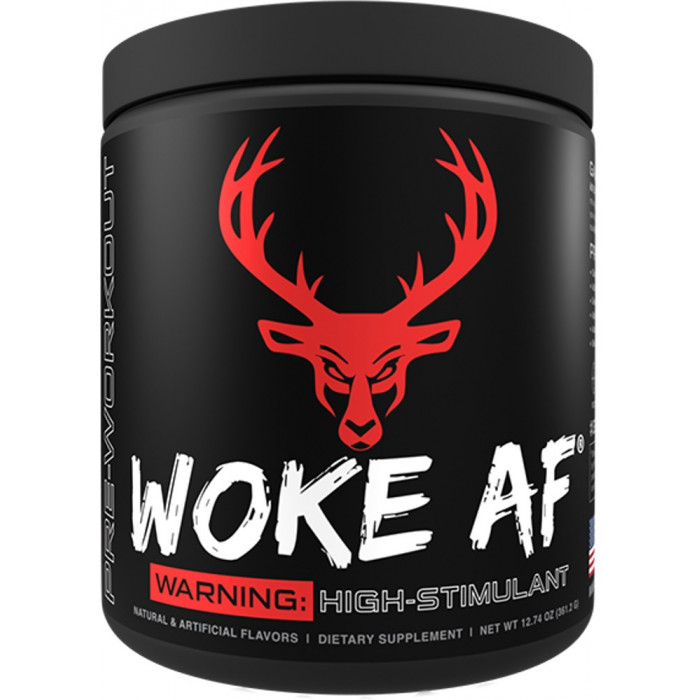 PRE-WORKOUT
WOKE AF®
WARNING: HIGH-STIMULANT
NATURAL & ARTIFICIAL FLAVORS | DIETARY SUPPLEMENT | NET WT 12.74 OZ (361.2 G)